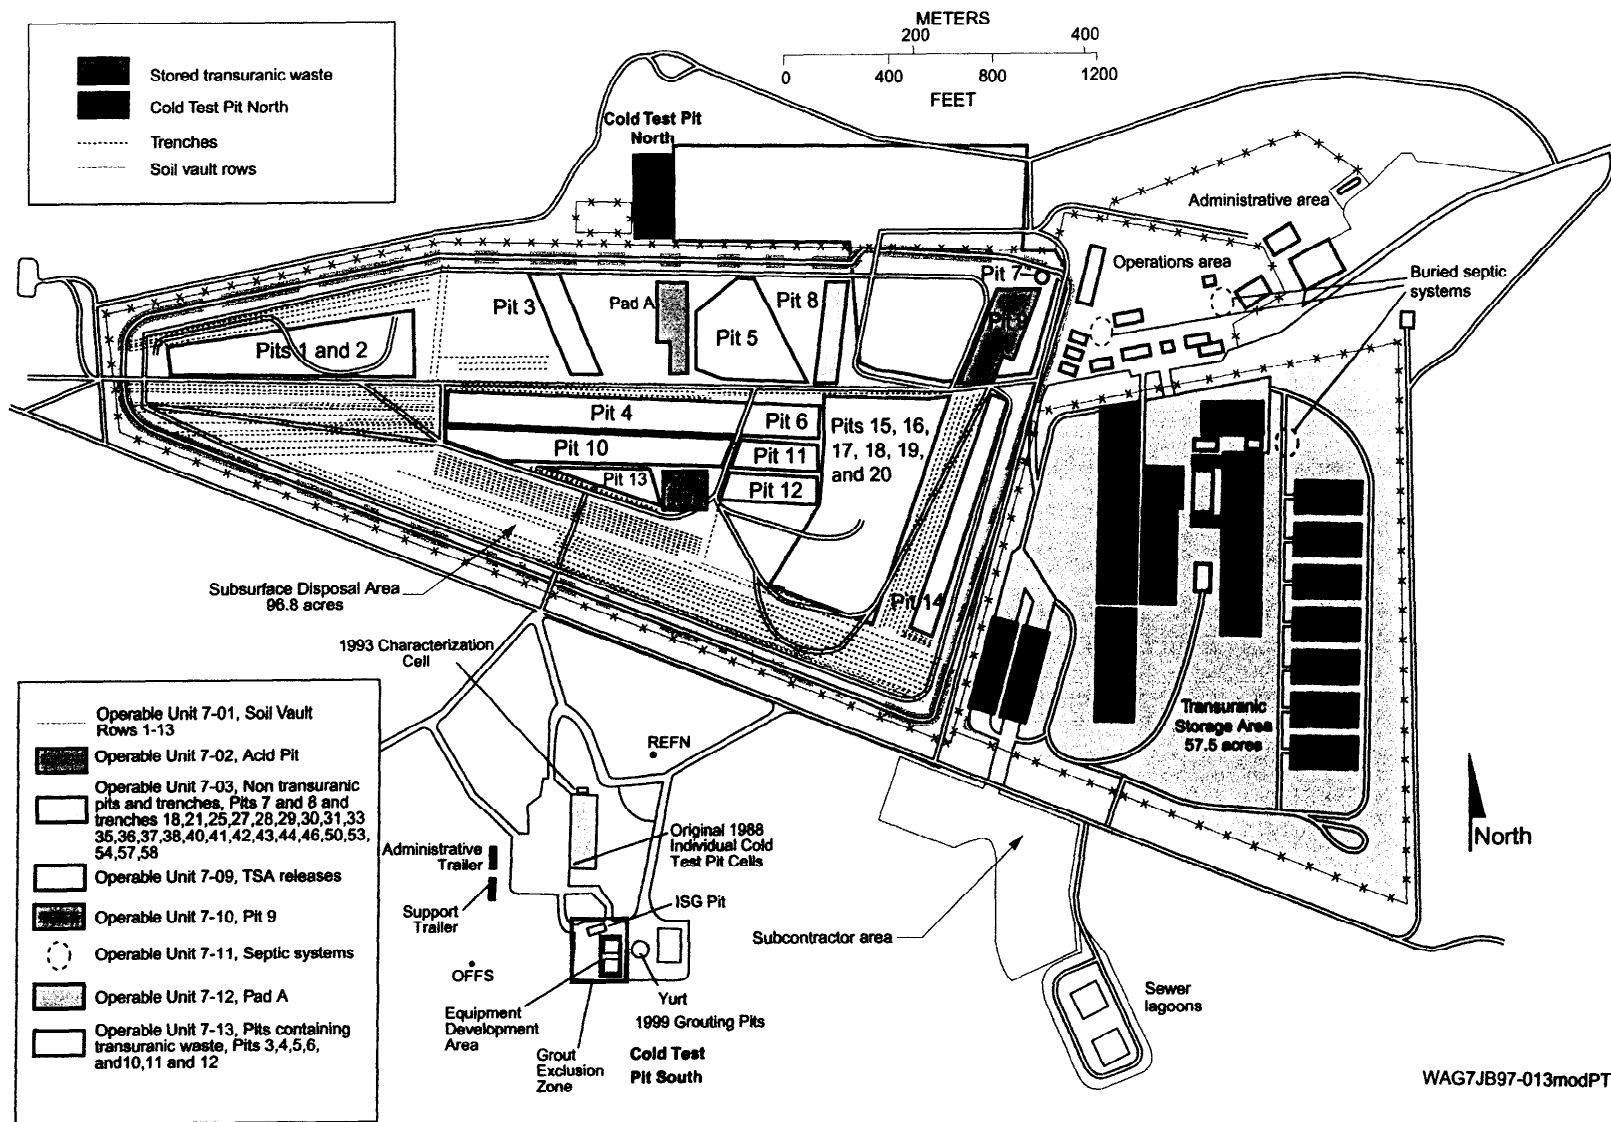 METERS
200 400
0 400 800 1200
FEET
Stored transuranic waste
Cold Test Pit North
Trenches
Soil vault rows
Cold Test Pit
North
Administrative area
Operations area
Buried septic
systems
Pit 7
Pit 3
Pad A
Pit 8
Pit 5
Pits 1 and 2
Pit 4
Pit 6
Pits 15, 16,
17, 18, 19,
and 20
Pit 10
Pit 11
Pit 13
Pit 12
Pit 14
Subsurface Disposal Area
96.8 acres
1993 Characterization
Cell
Transuranic
Storage Area
57.5 acres
North
REFN
Operable Unit 7-01, Soil Vault
Rows 1-13
Operable Unit 7-02, Acid Pit
Operable Unit 7-03, Non transuranic
pits and trenches, Pits 7 and 8 and
trenches 18,21,25,27,28,29,30,31,33
35,36,37,38,40,41,42,43,44,46,50,53,
54,57,58
Operable Unit 7-09, TSA releases
Operable Unit 7-10, Pit 9
Operable Unit 7-11, Septic systems
Operable Unit 7-12, Pad A
Operable Unit 7-13, Pits containing
transuranic waste, Pits 3,4,5,6,
and10,11 and 12
Administrative
Trailer
Original 1988
Individual Cold
Test Pit Cells
Support
Trailer
ISG Pit
OFFS
Subcontractor area
Equipment
Development
Area
Yurt
1999 Grouting Pits
Grout
Exclusion
Zone
Cold Test
Pit South
Sewer
lagoons
WAG7JB97-013modPT